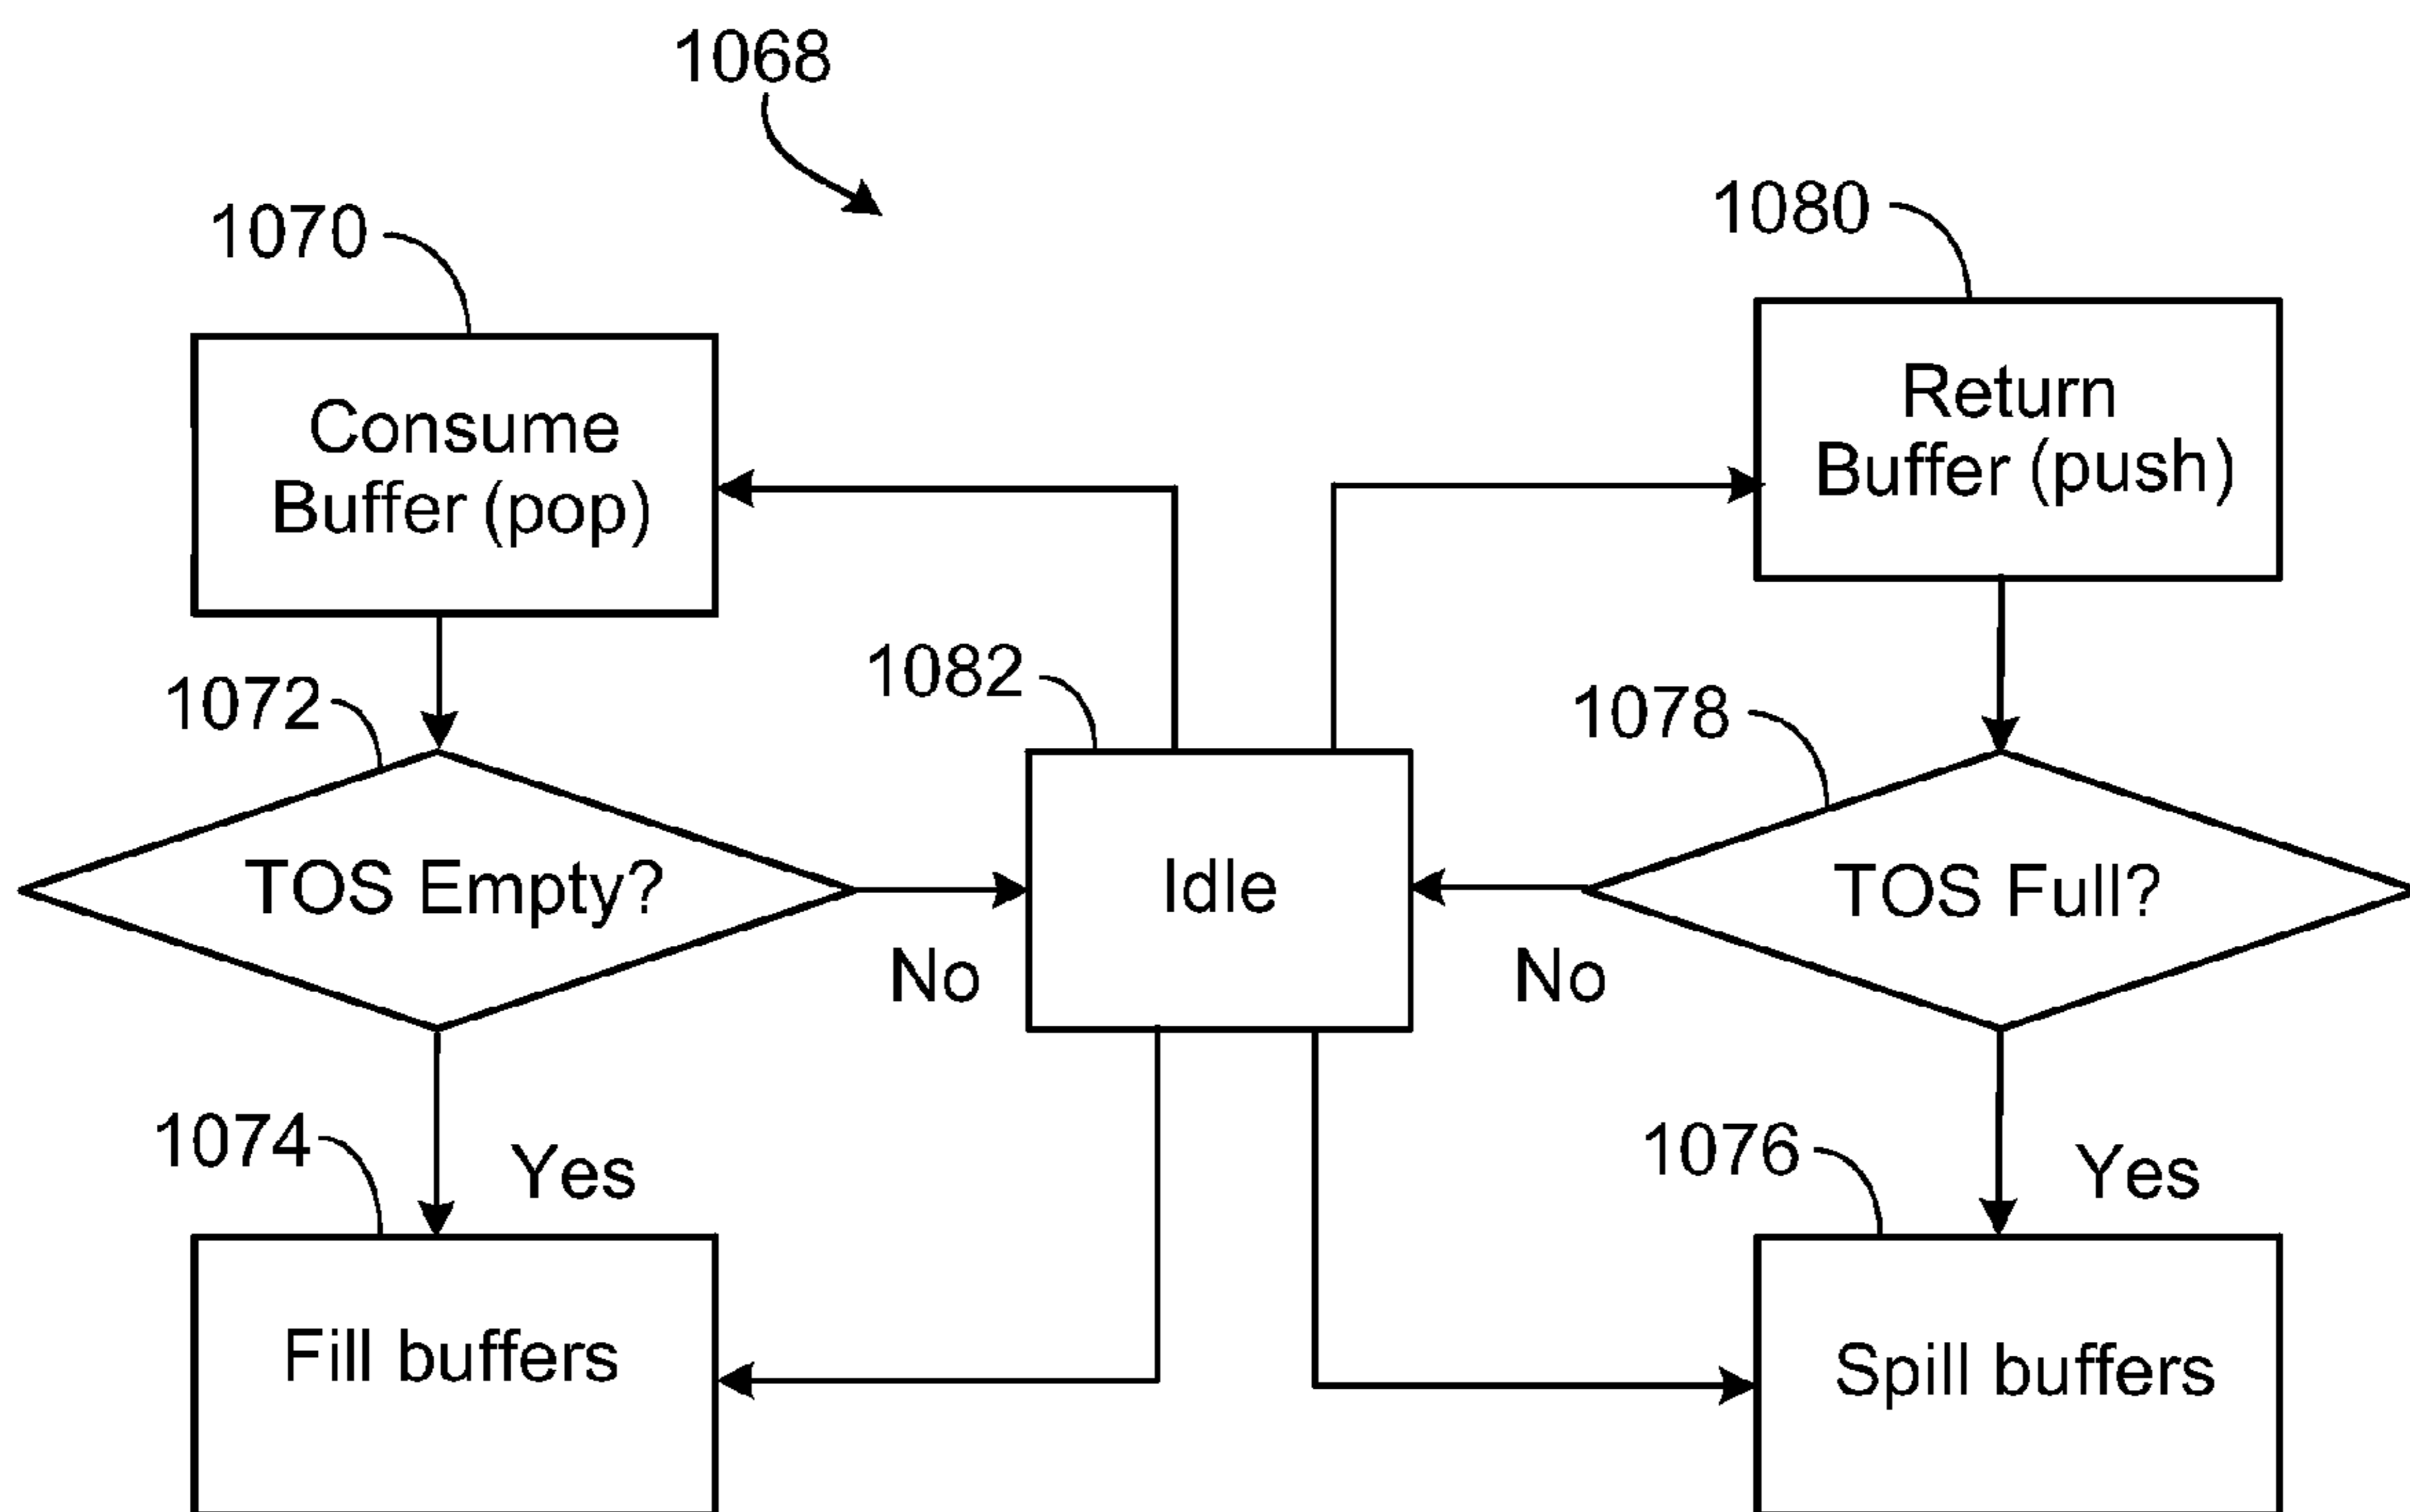 1068
1070
1080
Consume
Buffer (pop)
Return
Buffer (push)
1072
1082
1078
TOS Empty?
No
Idle
No
TOS Full?
1074
Yes
1076
Yes
Fill buffers
Spill buffers